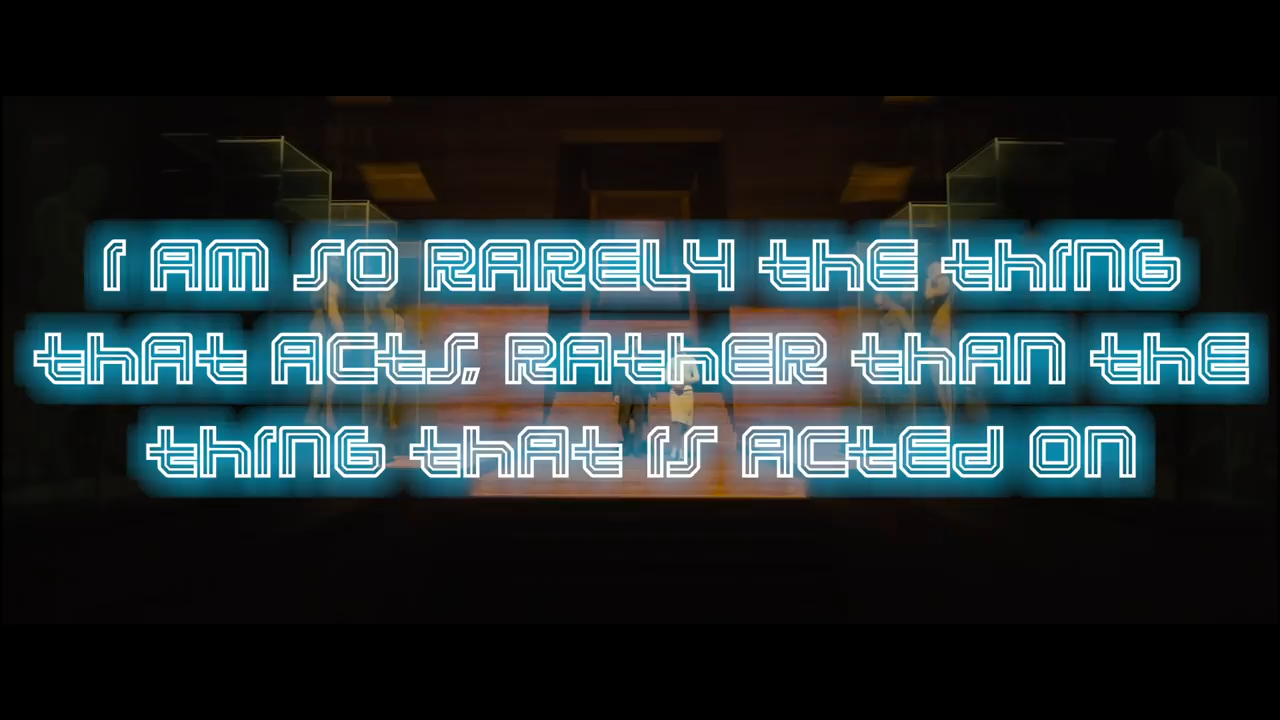 I AM SO RARELY the thING
thAt ActS, RAthER thAN thE
thING thAt IS ActEd ON